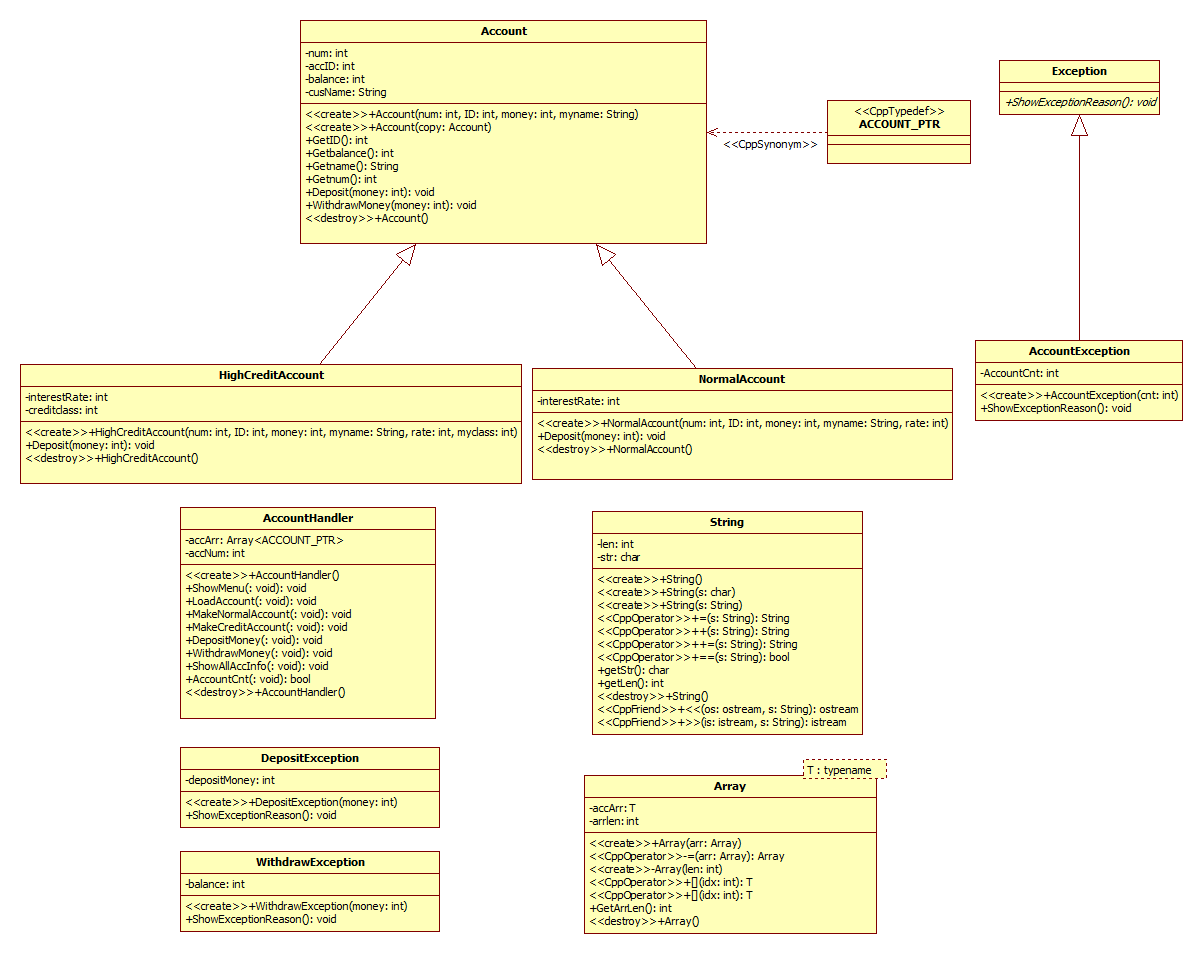 Account
-num: int
-accID: int
-balance: int
-cusName: String
<<create>>+Account(num: int, ID: int, money: int, myname: String)
<<create>>+Account(copy: Account)
+GetID(): int
+Getbalance(): int
+Getname(): String
+Getnum(): int
+Deposit(money: int): void
+WithdrawMoney(money: int): void
<<destroy>>+Account()
<<CppTypedef>>
ACCOUNT_PTR
<<CppSynonym>>
Exception
+ShowExceptionReason(): void
HighCreditAccount
-interestRate: int
-creditclass: int
<<create>>+HighCreditAccount(num: int, ID: int, money: int, myname: String, rate: int, myclass: int)
+Deposit(money: int): void
<<destroy>>+HighCreditAccount()
NormalAccount
-interestRate: int
<<create>>+NormalAccount(num: int, ID: int, money: int, myname: String, rate: int)
+Deposit(money: int): void
<<destroy>>+NormalAccount()
AccountException
-AccountCnt: int
<<create>>+AccountException(cnt: int)
+ShowExceptionReason(): void
AccountHandler
-accArr: Array<ACCOUNT_PTR>
-accNum: int
<<create>>+AccountHandler()
+ShowMenu(: void): void
+LoadAccount(: void): void
+MakeNormalAccount(: void): void
+MakeCreditAccount(: void): void
+DepositMoney(: void): void
+WithdrawMoney(: void): void
+ShowAllAccInfo(: void): void
+AccountCnt(: void): bool
<<destroy>>+AccountHandler()
String
-len: int
-str: char
<<create>>+String()
<<create>>+String(s: char)
<<create>>+String(s: String)
<<CppOperator>>+=(s: String): String
<<CppOperator>>++(s: String): String
<<CppOperator>>++=(s: String): String
<<CppOperator>>+==(s: String): bool
+getStr(): char
+getLen(): int
<<destroy>>+String()
<<CppFriend>>+<<(os: ostream, s: String): ostream
<<CppFriend>>+>>(is: istream, s: String): istream
DepositException
-depositMoney: int
<<create>>+DepositException(money: int)
+ShowExceptionReason(): void
WithdrawException
-balance: int
<<create>>+WithdrawException(money: int)
+ShowExceptionReason(): void
T : typename
Array
-accArr: T
-arrlen: int
<<create>>+Array(arr: Array)
<<CppOperator>>-=(arr: Array): Array
<<create>>-Array(len: int)
<<CppOperator>>+[](idx: int): T
<<CppOperator>>+[](idx: int): T
+GetArrLen(): int
<<destroy>>+Array()